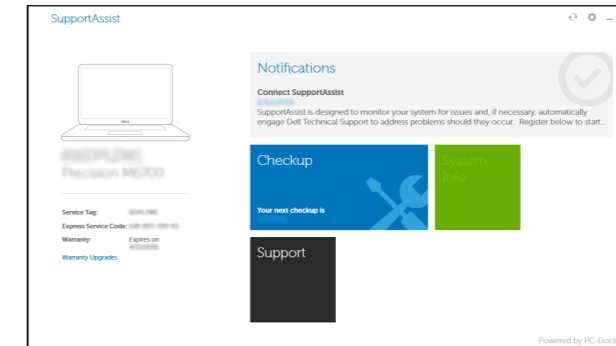 SupportAssist
Notifications
Connect SupportAssist
SupportAssist is designed to monitor your system for issues and, if necessary, automatically
engage Dell Technical Support to address problems should they occur. Register below to start...
Precision M6700
Checkup
System
Info
Your next checkup is
Service Tag:
Express Service Code:
Warranty: Expires on
Warranty Upgrades
Support
Powered by PC-Doct